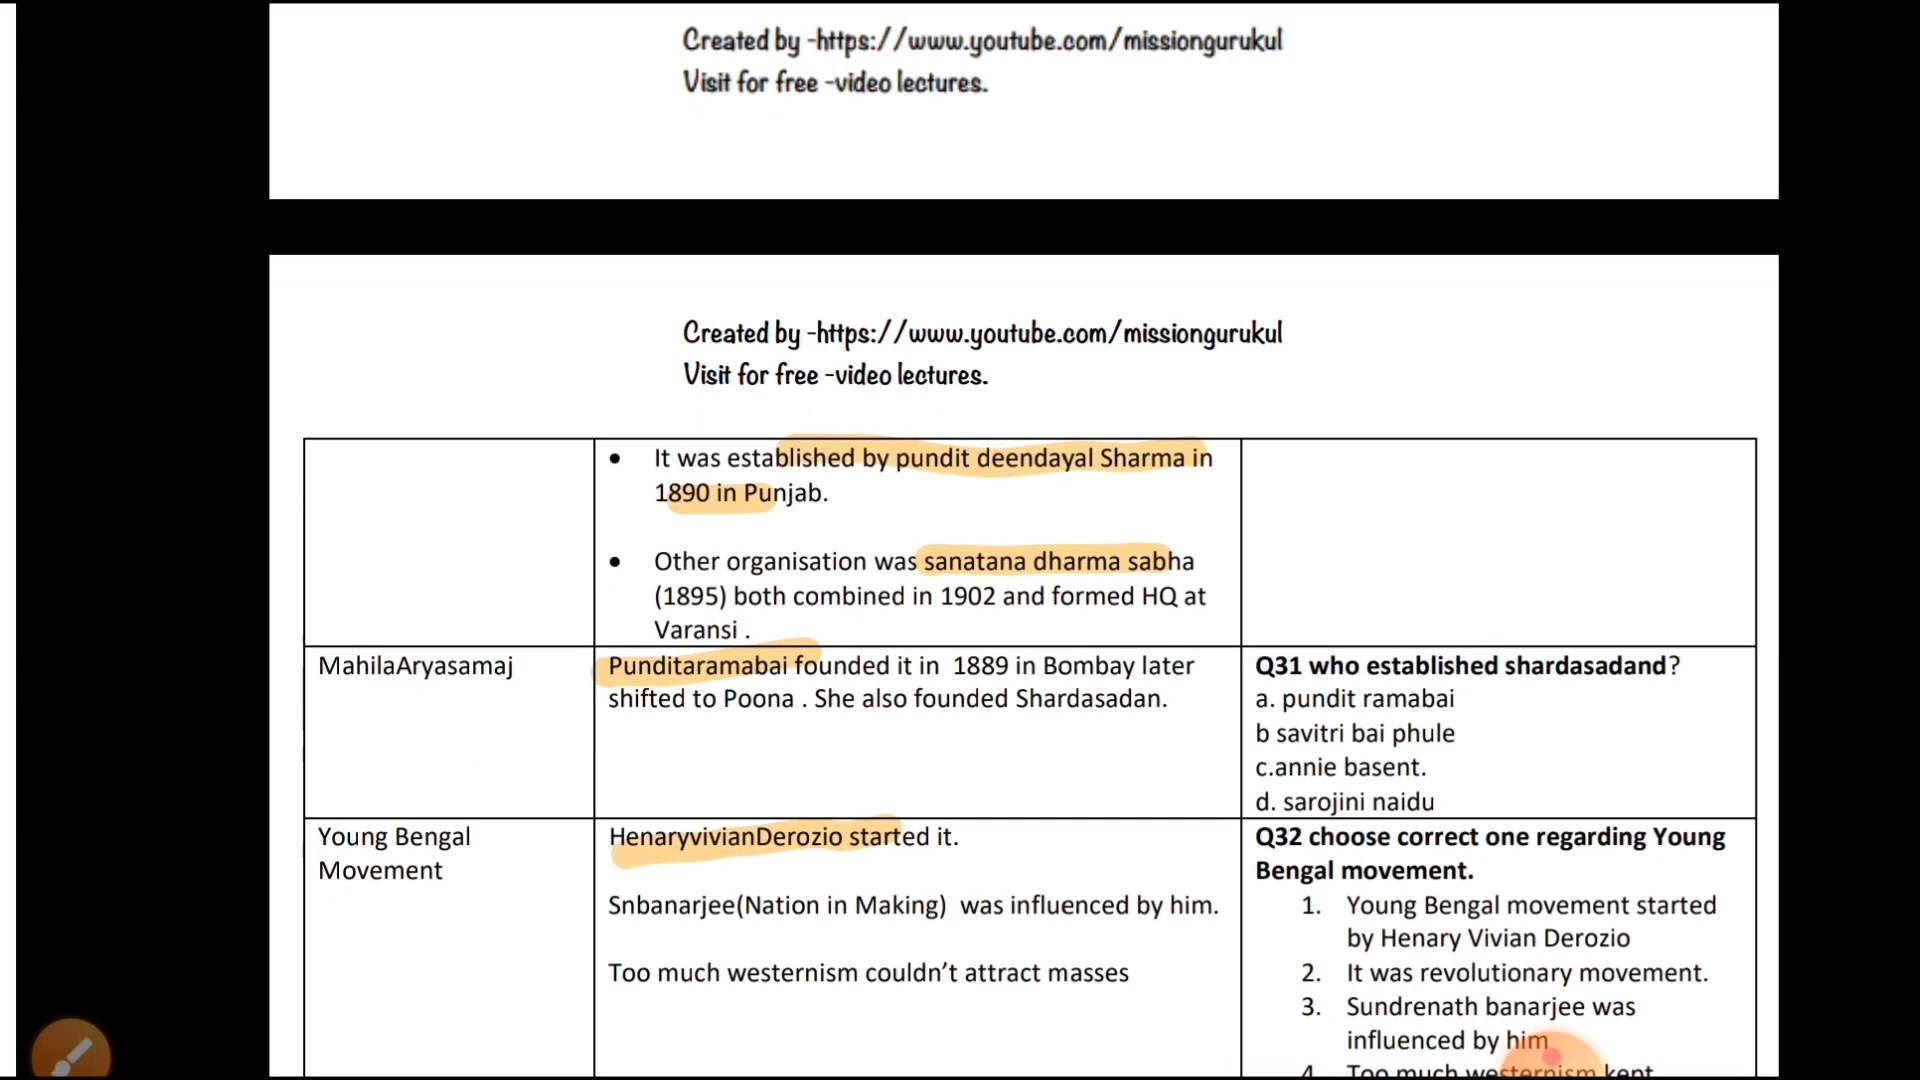 Created by -https://www.youtube.com/missiongurukul
Visit for free -video lectures.
Created by -https://www.youtube.com/missiongurukul
Visit for free -video lectures.
• It was established by pundit deendayal Sharma in
1890 in Punjab.
• Other organisation was sanatana dharma sabha
(1895) both combined in 1902 and formed HQ at
Varansi .
MahilaAryasamaj
Punditaramabai founded it in 1889 in Bombay later
shifted to Poona . She also founded Shardasadan.
Q31 who established shardasadand?
a. pundit ramabai
b savitri bai phule
c.annie basent.
d. sarojini naidu
Young Bengal
Movement
HenaryvivianDerozio started it.
Snbanarjee(Nation in Making) was influenced by him.
Too much westernism couldn't attract masses
Q32 choose correct one regarding Young
Bengal movement.
1. Young Bengal movement started
by Henary Vivian Derozio
2. It was revolutionary movement.
3. Sundrenath banarjee was
influenced by him
4. Too much westernism kept